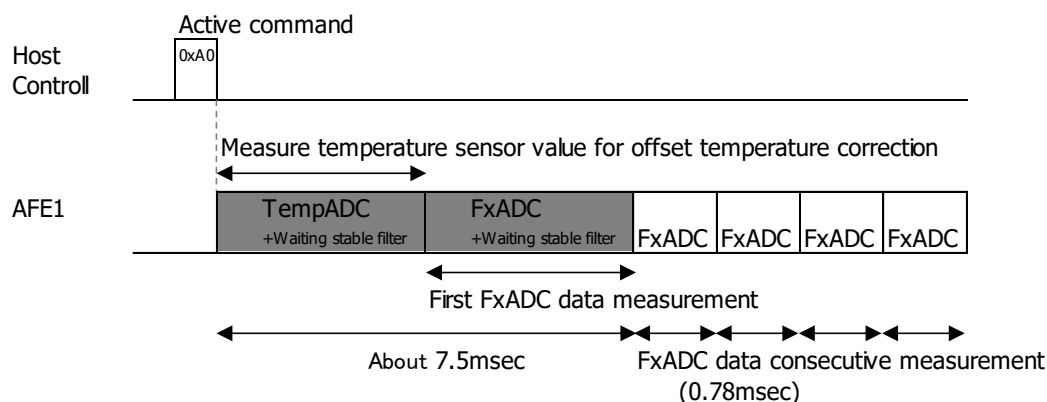 Active command
Host
Controll
0xA0
Measure temperature sensor value for offset temperature correction
AFE1
TempADC
+Waiting stable filter
FxADC
+Waiting stable filter
FxADC
FxADC
FxADC
FxADC
First FxADC data measurement
About 7.5msec
FxADC data consecutive measurement
(0.78msec)